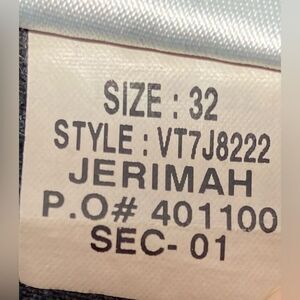 SIZE : 32
STYLE : VT7J8222
JERIMAH
P.O# 401100
SEC- 01